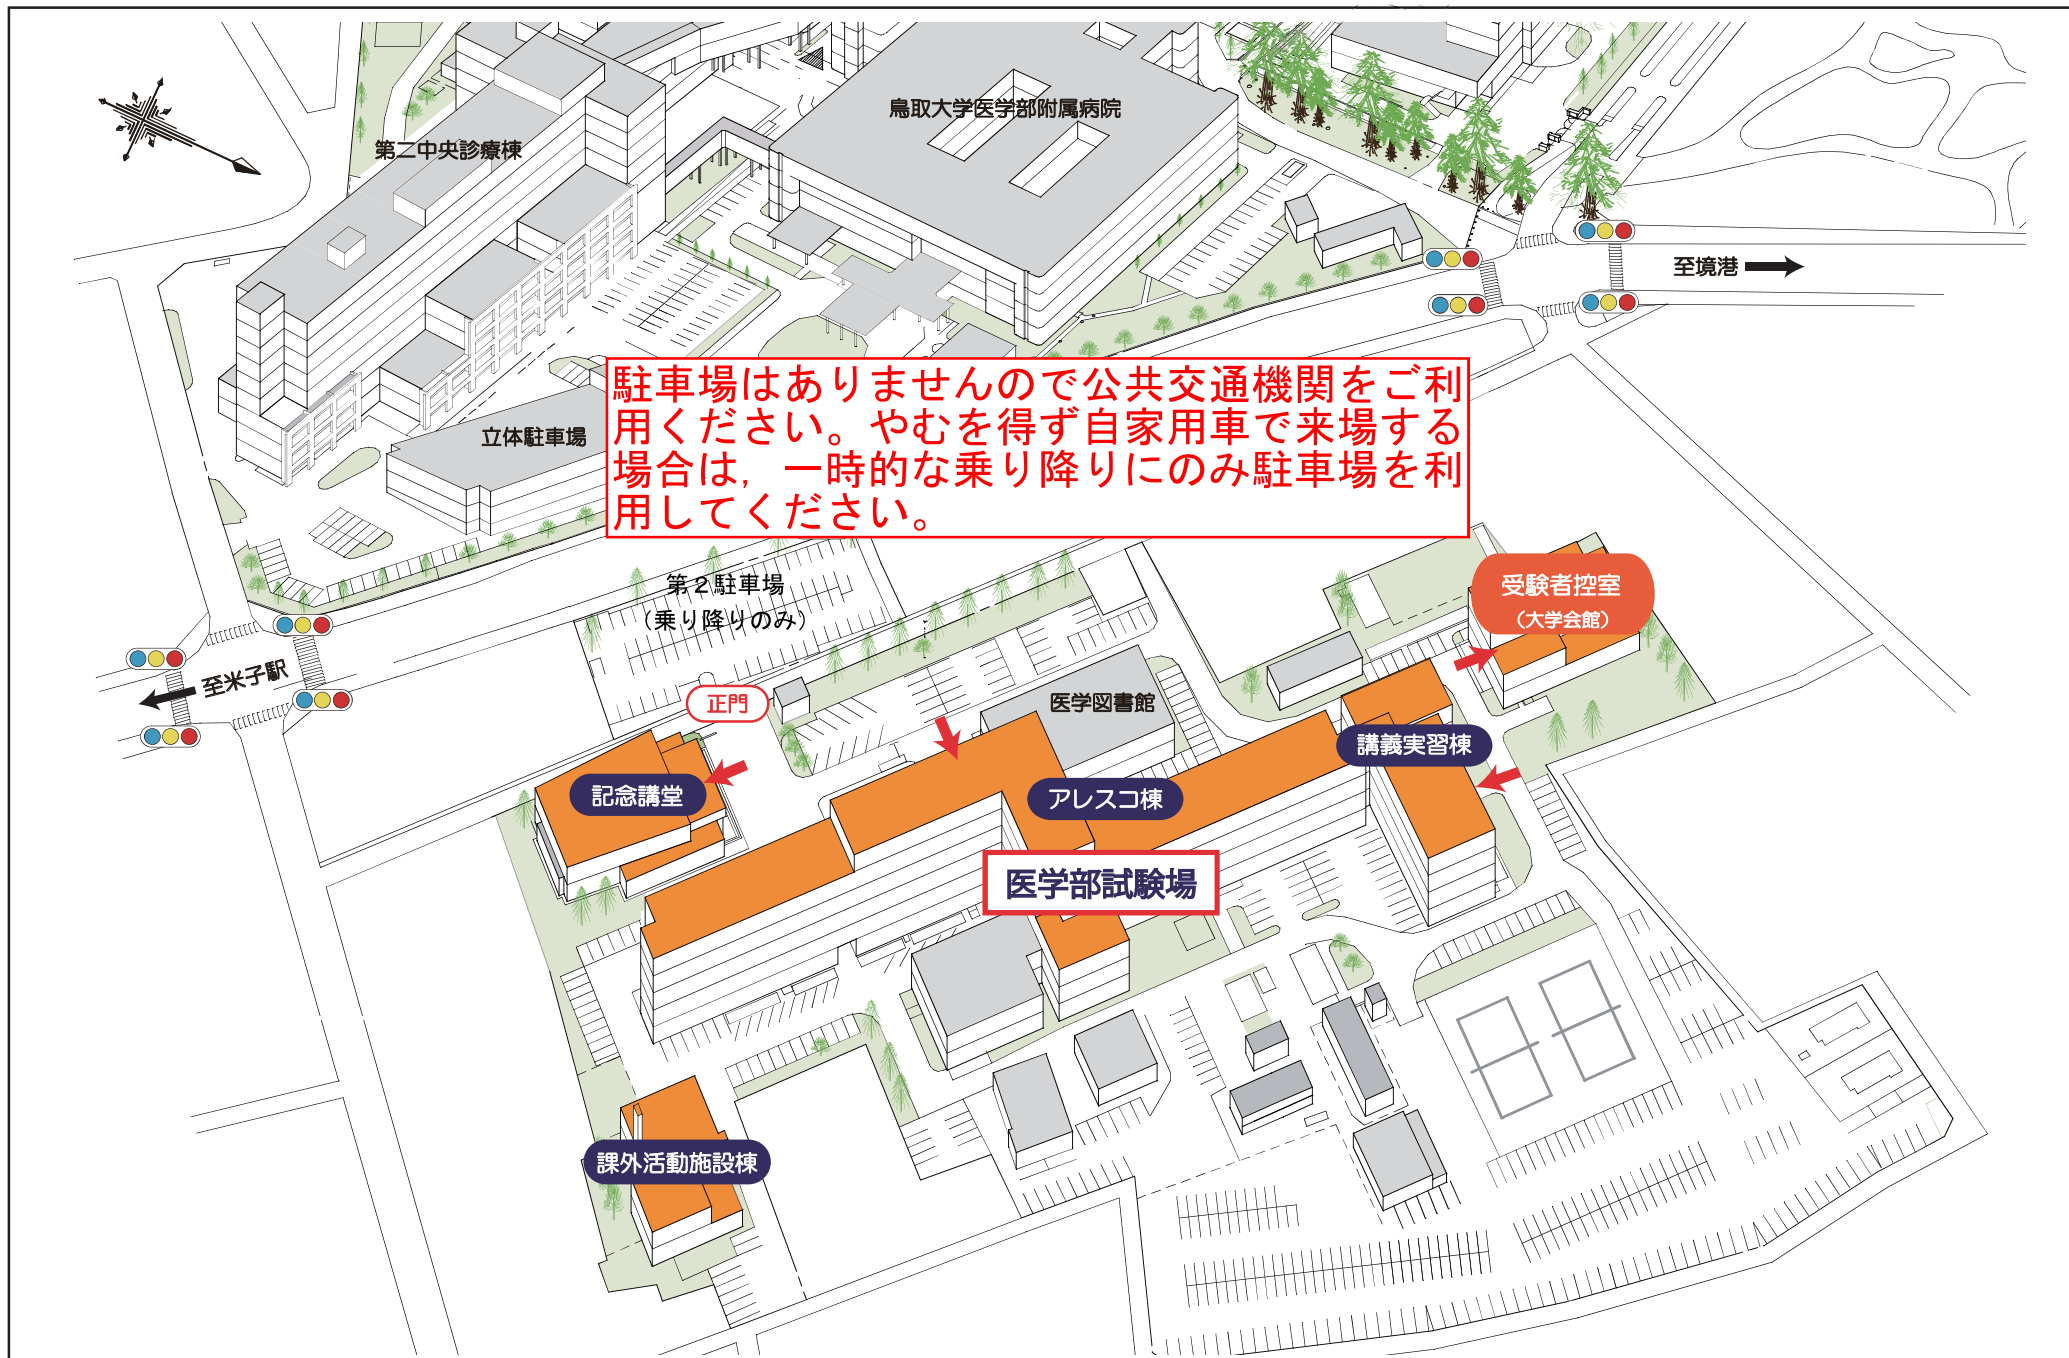 鳥取大学医学部附属病院
第二中央診療棟
至境港
駐車場はありませんので公共交通機関をご利
用ください。やむを得ず自家用車で来場する
場合は，一時的な乗り降りにのみ駐車場を利
用してください。
立体駐車場
第２駐車場
（乗り降りのみ）
受験者控室
（大学会館）
至米子駅
正門
医学図書館
講義実習棟
記念講堂
アレスコ棟
医学部試験場
課外活動施設棟